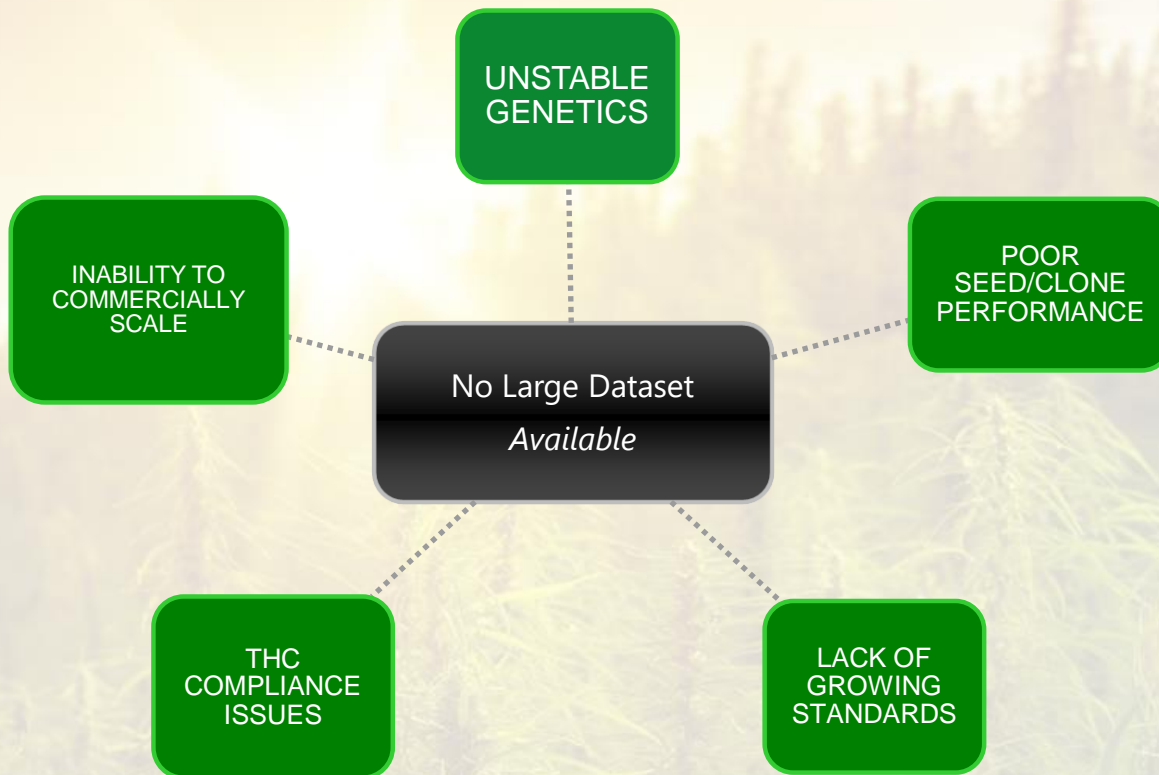 UNSTABLE
GENETICS
INABILITY TO
COMMERCIALLY
SCALE
POOR
SEED/CLONE
PERFORMANCE
No Large Dataset
Available
THC
COMPLIANCE
ISSUES
LACK OF
GROWING
STANDARDS